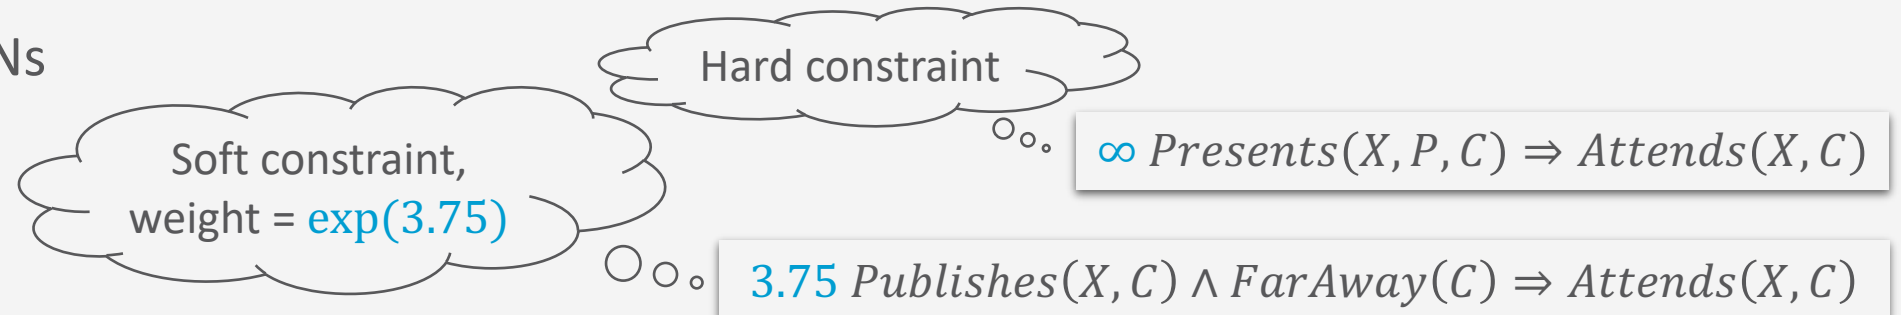 Ns
Hard constraint
∞ Presents(X, P, C) ⇒ Attends(X, C)
Soft constraint,
weight = exp(3.75)
3.75 Publishes(X, C) ∧ FarAway(C) ⇒ Attends(X, C)